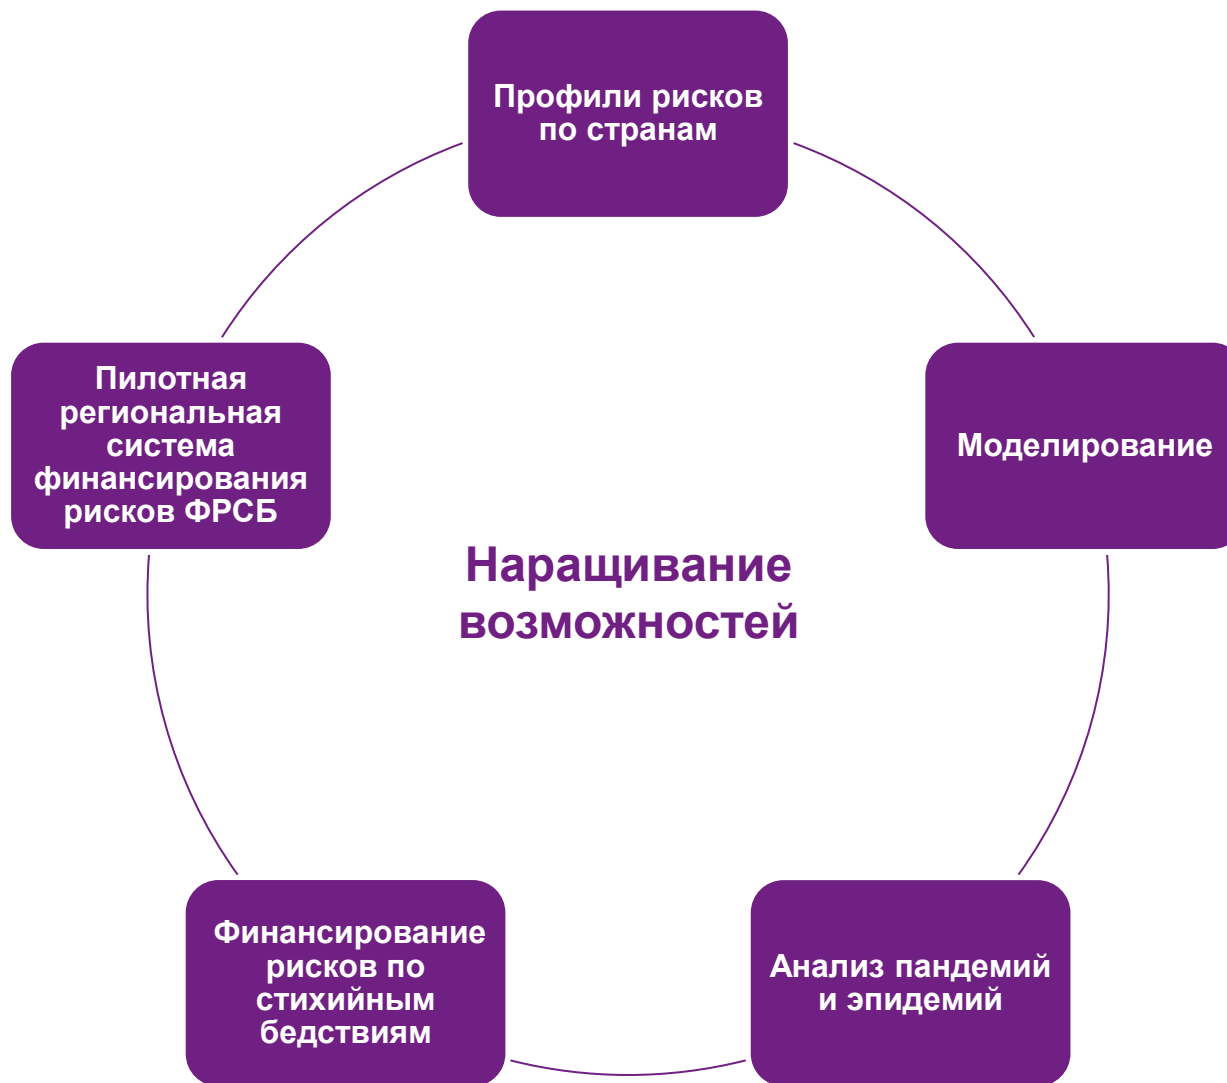 Профили рисков
по странам
Моделирование
Анализ пандемий
и эпидемий
Финансирование
рисков по
стихийным
бедствиям
Пилотная
региональная
система
финансирования
рисков ФРСБ
Наращивание
возможностей